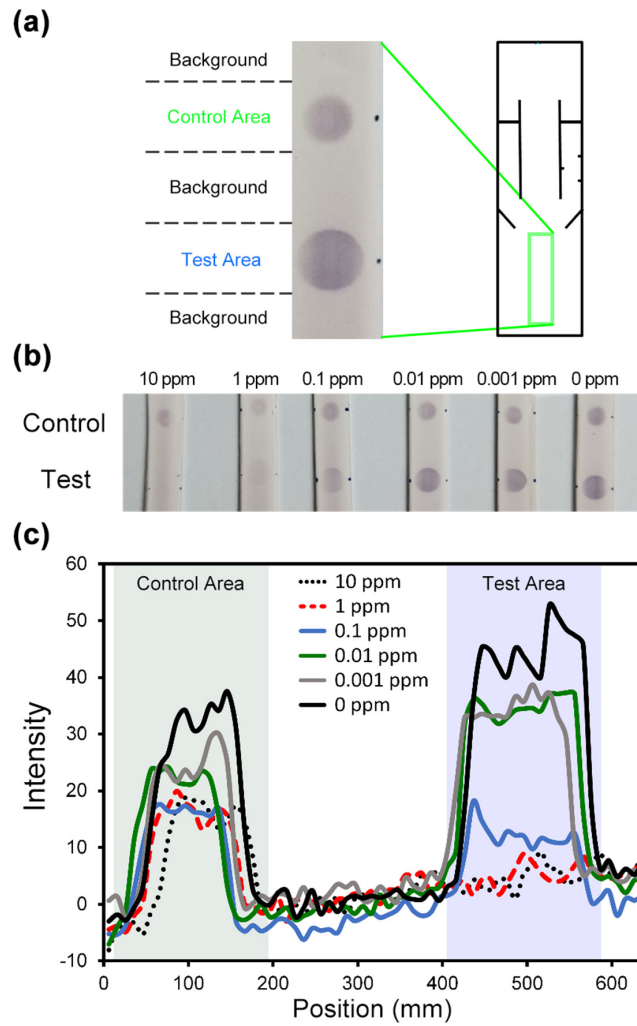 (a)
Background
Control Area
Background
Test Area
Background
(b)
10 ppm 1 ppm 0.1 ppm 0.01 ppm 0.001 ppm 0 ppm
Control
Test
(c)
60
50
40
30
20
10
0
-10
Intensity
Control Area
Test Area
10 ppm
1 ppm
0.1 ppm
0.01 ppm
0.001 ppm
0 ppm
0 100 200 300 400 500 600
Position (mm)